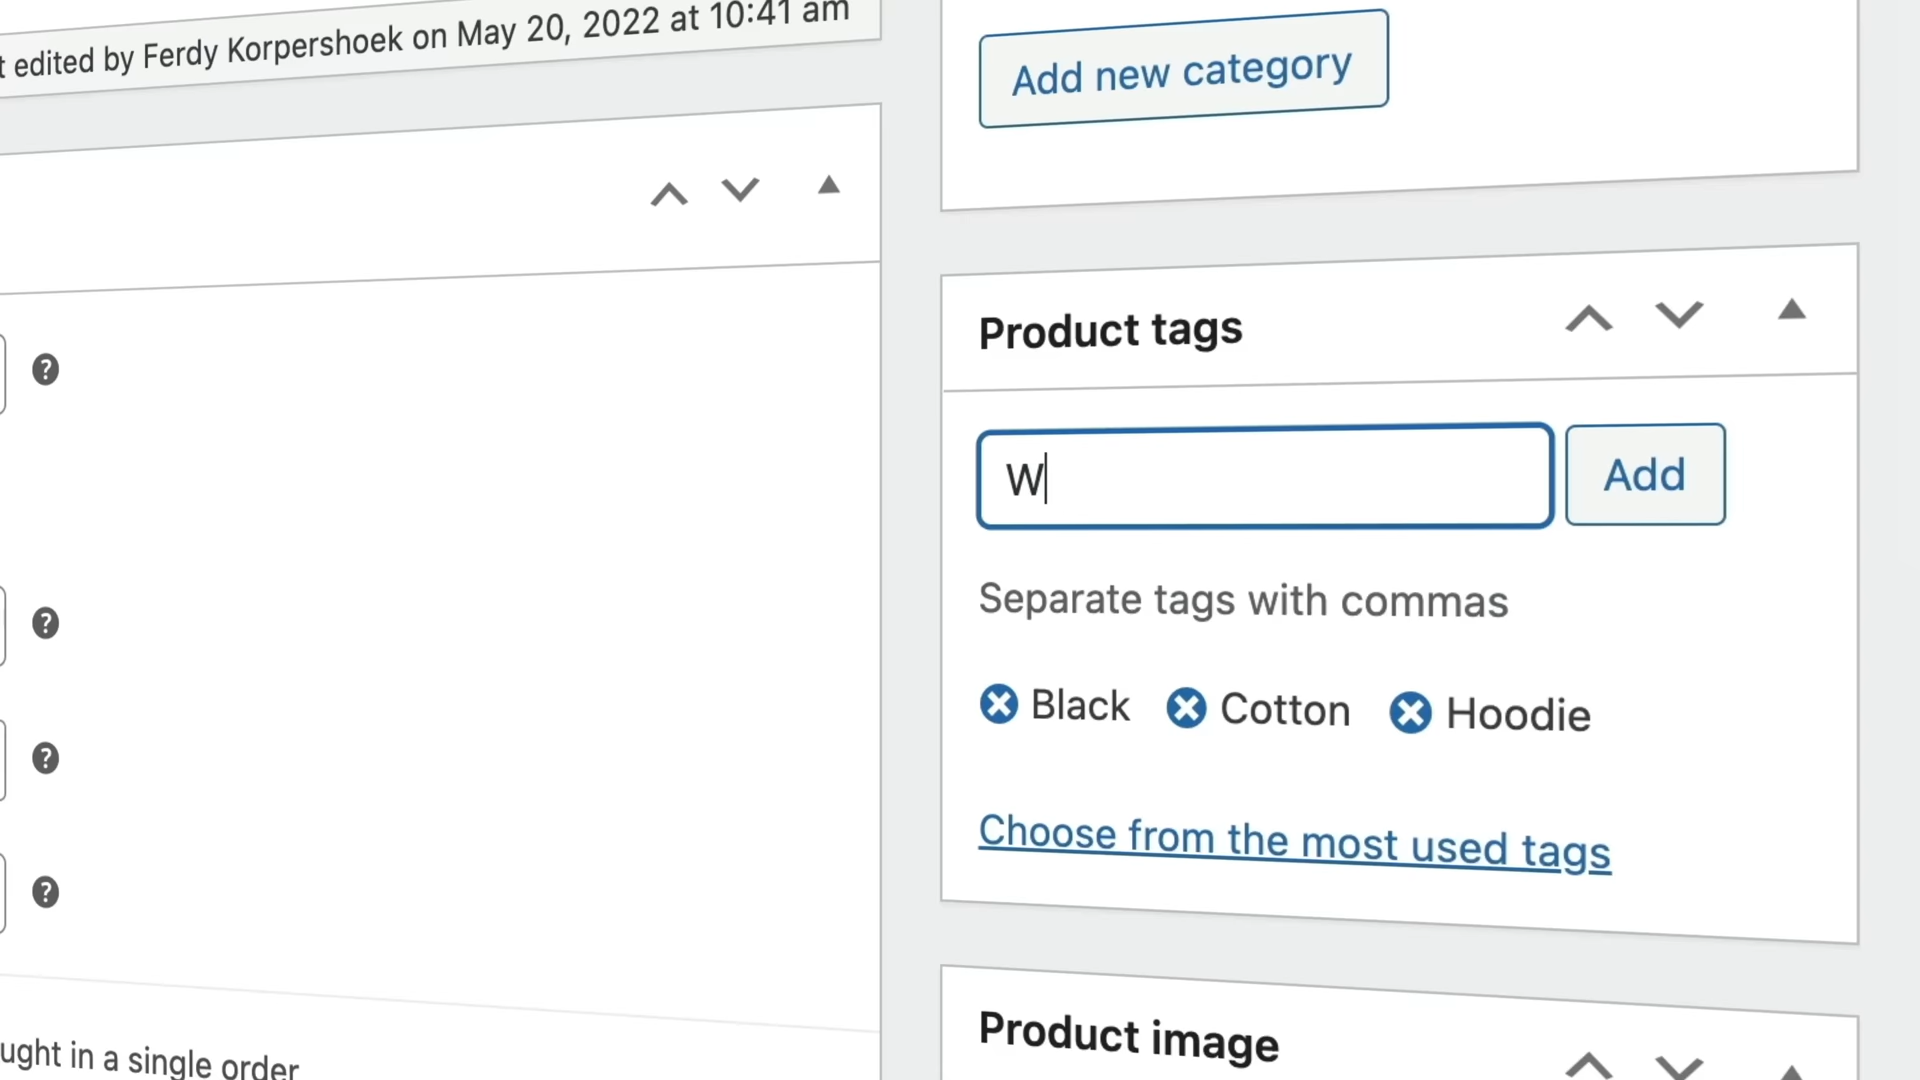 edited by Ferdy Korpershoek on May 20, 2022 at 10:41 am
Add new category
Product tags
W
Add
Separate tags with commas
Black Cotton Hoodie
Choose from the most used tags
Product image
in a single order